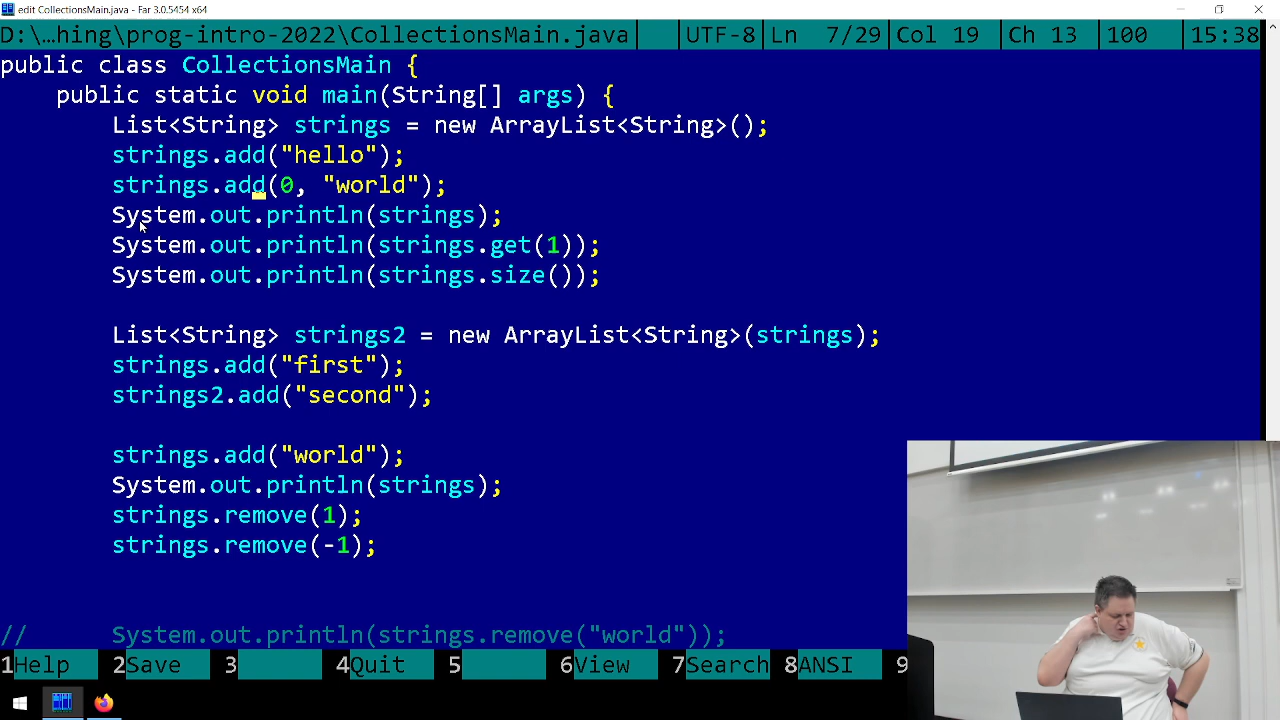 edit CollectionsMain.java - Far 3.0.5454 x64
D:\…hing\prog-intro-2022\CollectionsMain.java UTF-8 Ln 7/29 Col 19 Ch 13 100 15:38
public class CollectionsMain {
public static void main(String[] args) {
List<String> strings = new ArrayList<String>();
strings.add("hello");
strings.add(0, "world");
System.out.println(strings);
System.out.println(strings.get(1));
System.out.println(strings.size());
List<String> strings2 = new ArrayList<String>(strings);
strings.add("first");
strings2.add("second");
strings.add("world");
System.out.println(strings);
strings.remove(1);
strings.remove(-1);
// System.out.println(strings.remove("world"));
1Help 2Save 3 4Quit 5 6View 7Search 8ANSI 9